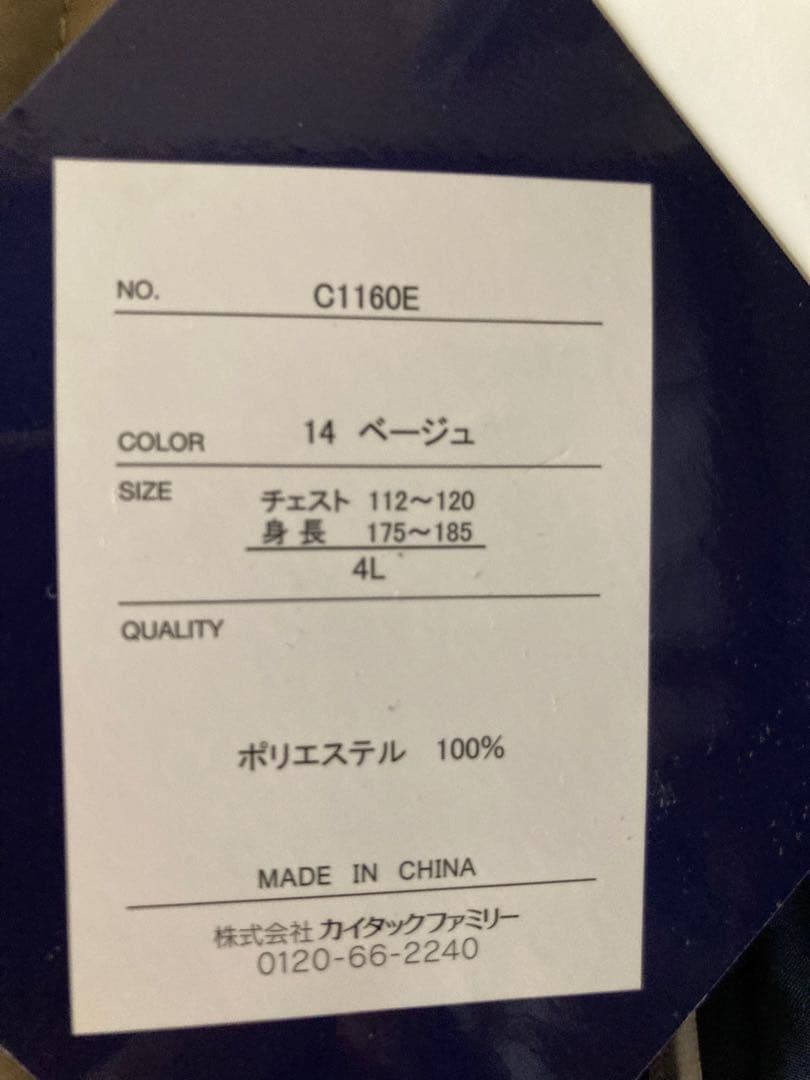 NO. C1160E
COLOR 14 ベージュ
SIZE チェスト 112～120
身長 175～185
4L
QUALITY
ポリエステル 100%
MADE IN CHINA
株式会社 カイタックファミリー
0120-66-2240